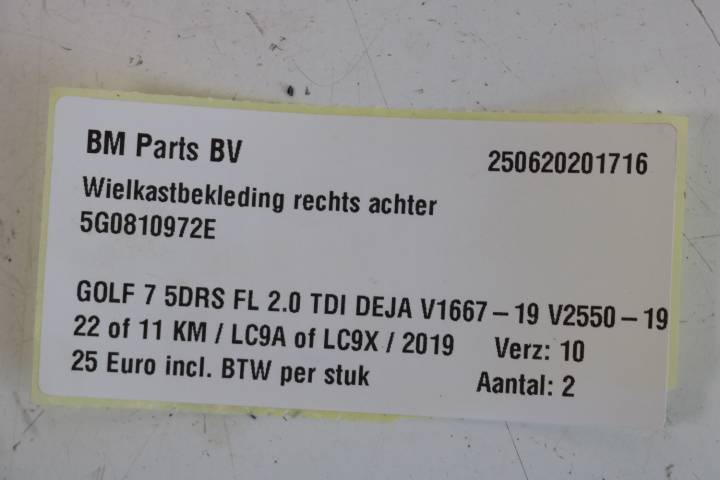 BM Parts BV 250620201716
Wielkastbekleding rechts achter
5G0810972E
GOLF 7 5DRS FL 2.0 TDI DEJA V1667-19 V2550-19
22 of 11 KM / LC9A of LC9X / 2019 Verz: 10
25 Euro incl. BTW per stuk Aantal: 2